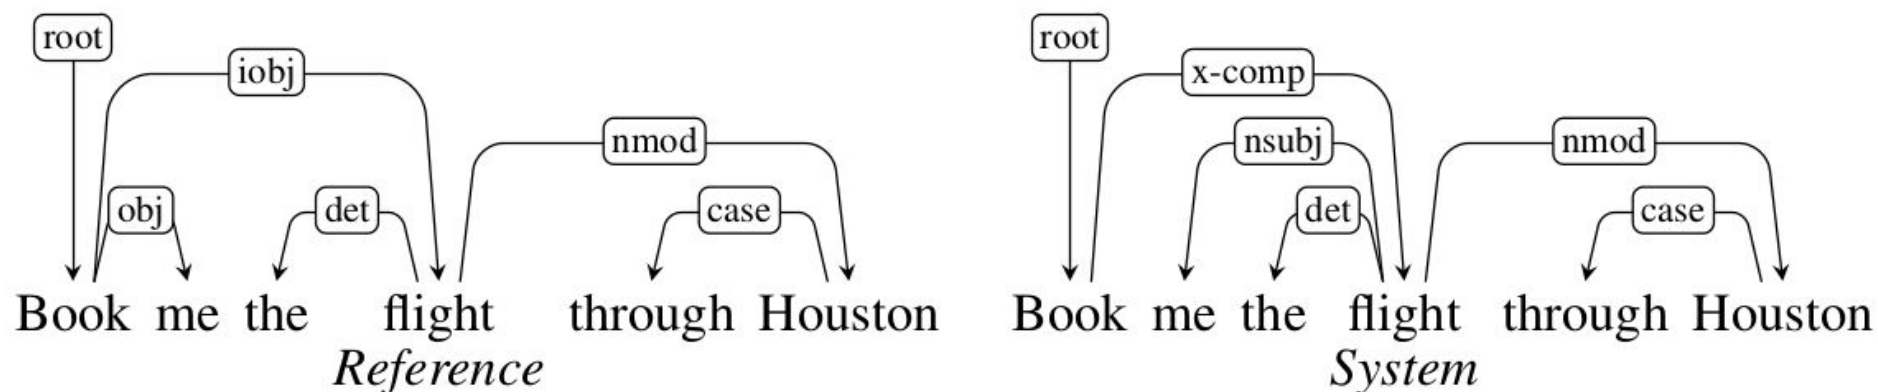 root
iobj
nmod
obj
det
case
Book me the flight through Houston
Reference
root
x-comp
nsubj
nmod
det
case
Book me the flight through Houston
System